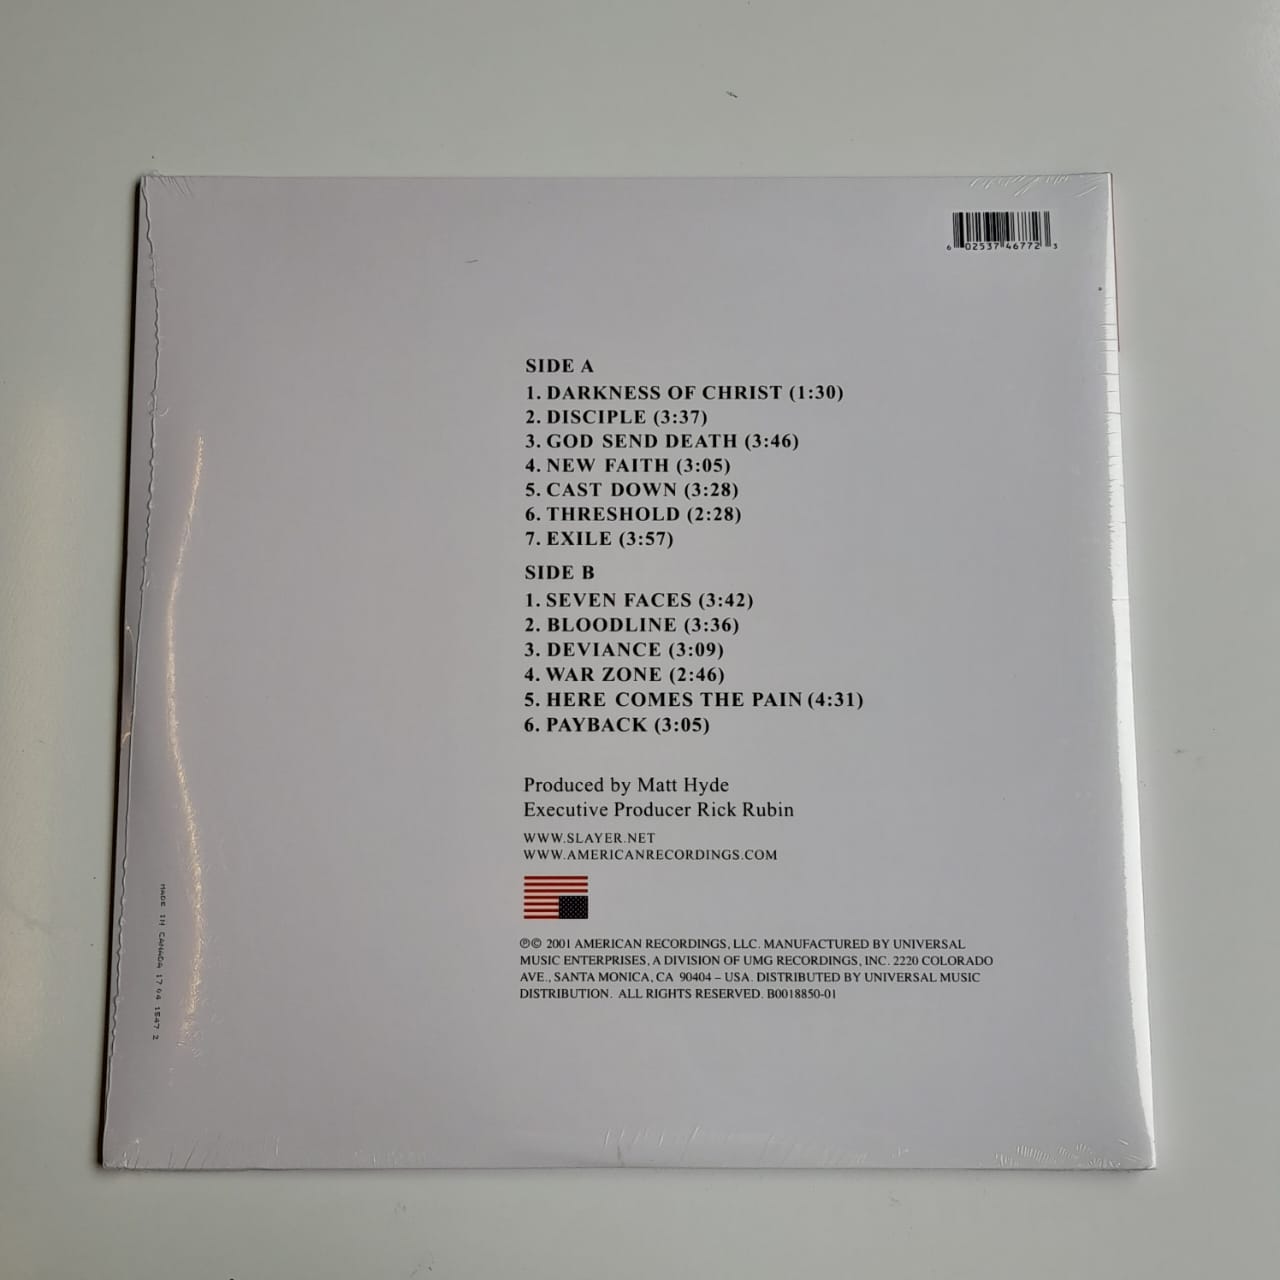 6 02537 46772 3
SIDE A
1. DARKNESS OF CHRIST (1:30)
2. DISCIPLE (3:37)
3. GOD SEND DEATH (3:46)
4. NEW FAITH (3:05)
5. CAST DOWN (3:28)
6. THRESHOLD (2:28)
7. EXILE (3:57)
SIDE B
1. SEVEN FACES (3:42)
2. BLOODLINE (3:36)
3. DEVIANCE (3:09)
4. WAR ZONE (2:46)
5. HERE COMES THE PAIN (4:31)
6. PAYBACK (3:05)
Produced by Matt Hyde
Executive Producer Rick Rubin
WWW.SLAYER.NET
WWW.AMERICANRECORDINGS.COM
℗© 2001 AMERICAN RECORDINGS, LLC. MANUFACTURED BY UNIVERSAL
MUSIC ENTERPRISES, A DIVISION OF UMG RECORDINGS, INC. 2220 COLORADO
AVE., SANTA MONICA, CA 90404 – USA. DISTRIBUTED BY UNIVERSAL MUSIC
DISTRIBUTION. ALL RIGHTS RESERVED. B0018850-01
MADE IN CANADA 17 04 1547 2